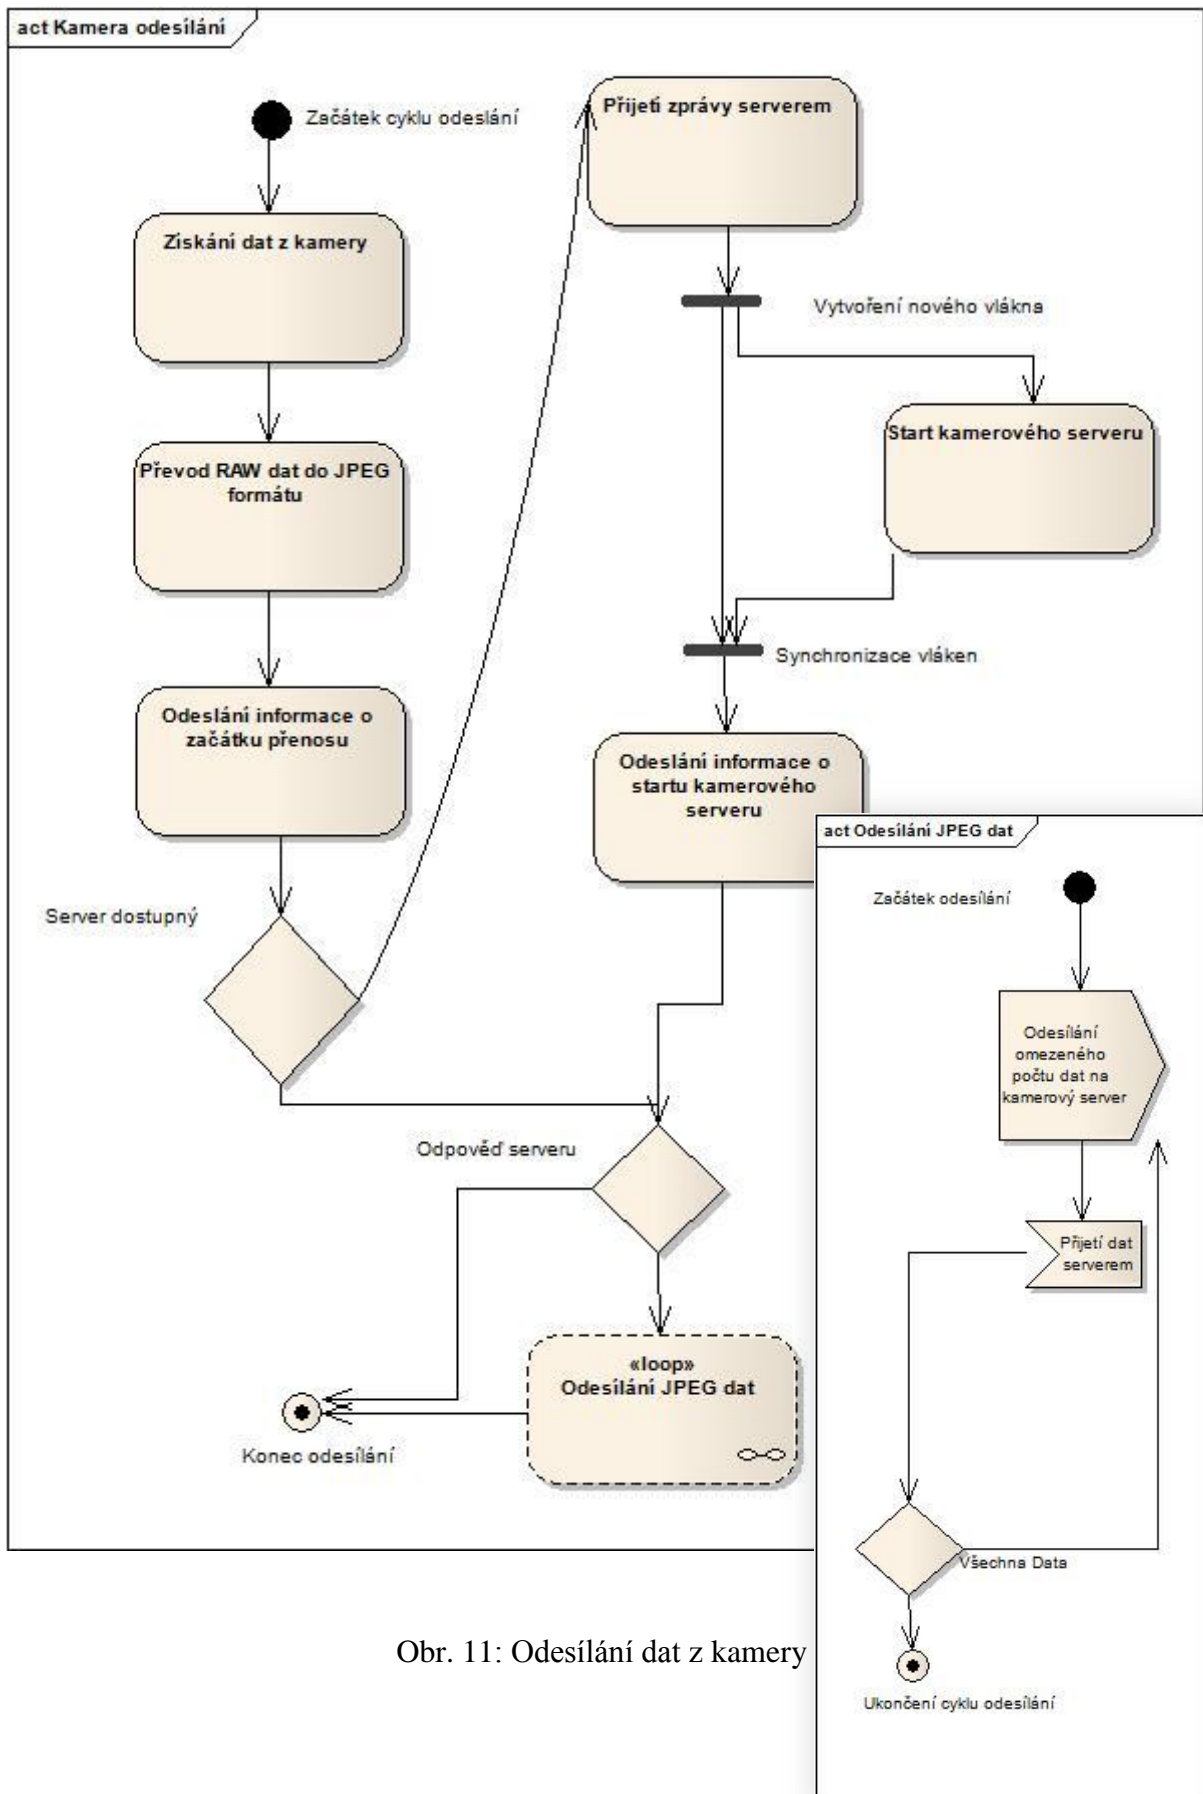 act Kamera odesílání
Začátek cyklu odeslání
Získání dat z kamery
Převod RAW dat do JPEG
formátu
Odeslání informace o
začátku přenosu
Server dostupný
Přijetí zprávy serverem
Vytvoření nového vlákna
Start kamerového serveru
Synchronizace vláken
Odeslání informace o
startu kamerového
serveru
Odpověď serveru
«loop»
Odesílání JPEG dat
Konec odesílání
act Odesílání JPEG dat
Začátek odesílání
Odesílání
omezeného
počtu dat na
kamerový server
Přijetí dat
serverem
Všechna Data
Ukončení cyklu odesílání
Obr. 11: Odesílání dat z kamery